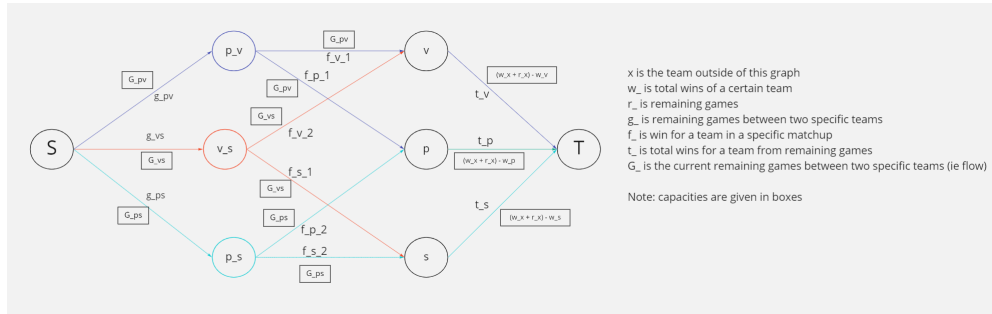 G_pv
f_v_1
p_v
v
G_pv
g_pv
G_pv
f_p_1
(w_x + r_x) - w_v
t_v
G_vs
f_v_2
S
g_vs
G_vs
v_s
p
t_p
(w_x + r_x) - w_p
T
f_s_1
G_vs
g_ps
G_ps
G_ps
f_p_2
t_s
(w_x + r_x) - w_s
p_s
f_s_2
G_ps
s
x is the team outside of this graph
w_ is total wins of a certain team
r_ is remaining games
g_ is remaining games between two specific teams
f_ is win for a team in a specific matchup
t_ is total wins for a team from remaining games
G_ is the current remaining games between two specific teams (ie flow)
Note: capacities are given in boxes